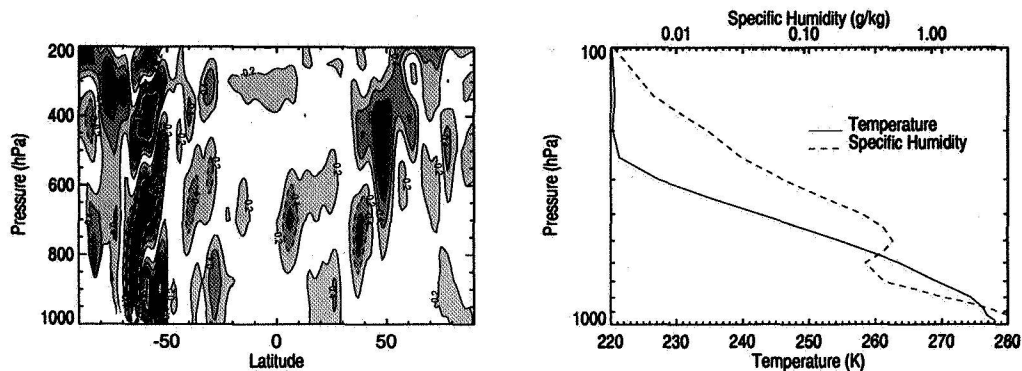 200
400
600
800
1000
Pressure (hPa)
-50 0 50
Latitude
Specific Humidity (g/kg)
0.01 0.10 1.00
100
1000
Pressure (hPa)
Temperature
Specific Humidity
220 230 240 250 260 270 280
Temperature (K)